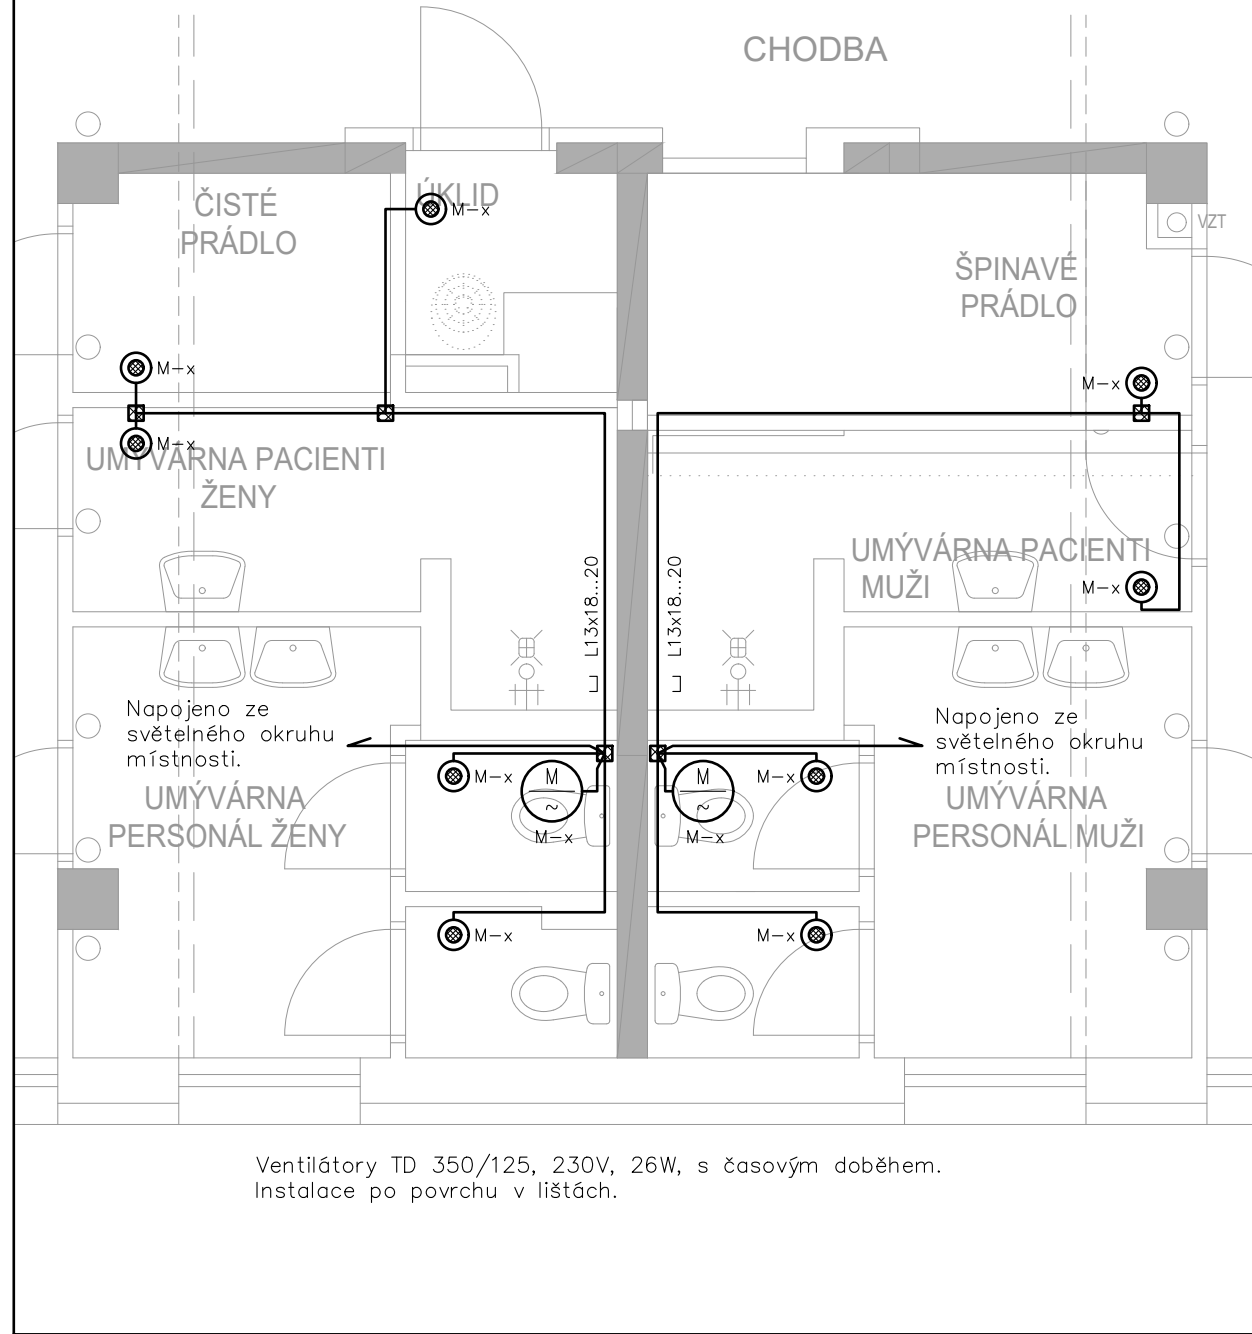 CHODBA
ČISTÉ
PRÁDLO
ÚKLID
M-x
VZT
ŠPINAVÉ
PRÁDLO
M-x
M-x
M-x
UMÝVÁRNA PACIENTI
ŽENY
L13x18...20
L13x18...20
UMÝVÁRNA PACIENTI
MUŽI
M-x
Napojeno ze
světelného okruhu
místnosti.
Napojeno ze
světelného okruhu
místnosti.
M-x
M
~
M-x
M
~
M-x
M-x
UMÝVÁRNA
PERSONÁL ŽENY
UMÝVÁRNA
PERSONÁL MUŽI
M-x
M-x
Ventilátory TD 350/125, 230V, 26W, s časovým doběhem.
Instalace po povrchu v lištách.